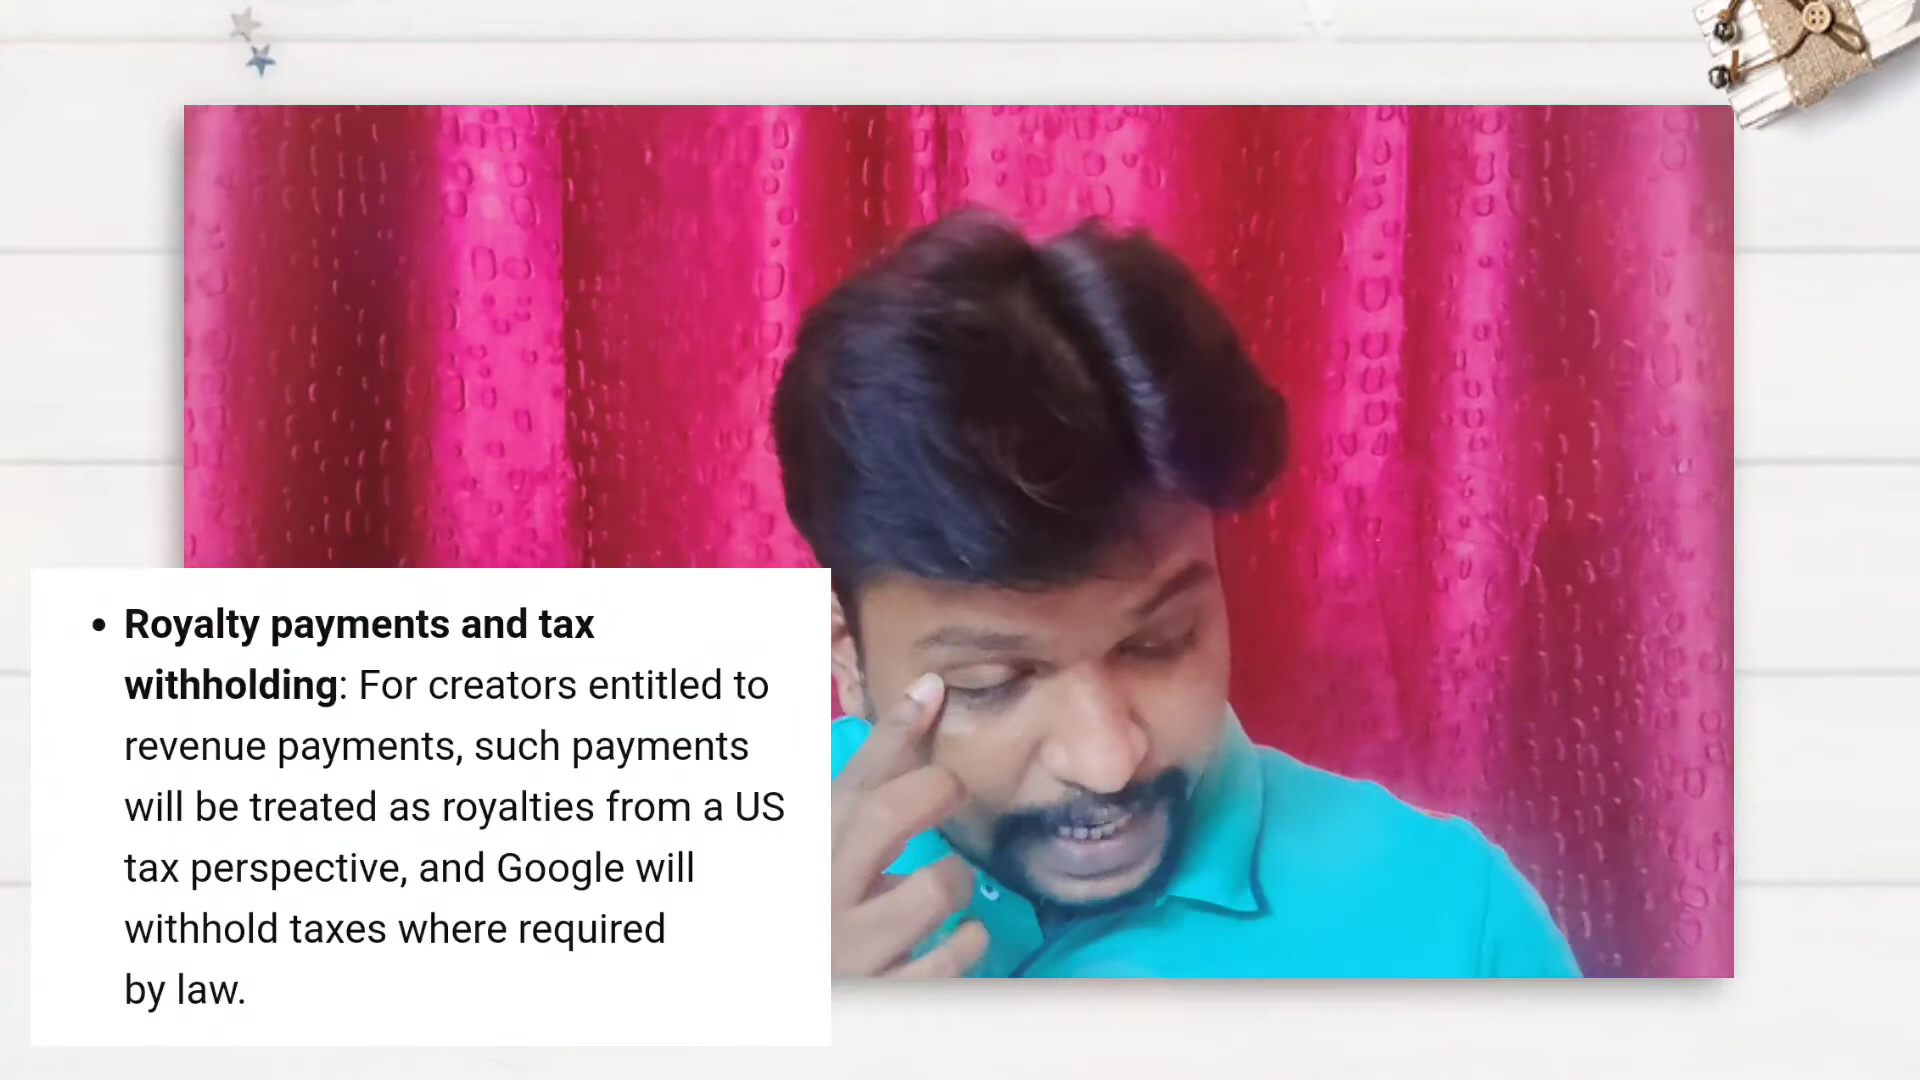 • Royalty payments and tax
withholding: For creators entitled to
revenue payments, such payments
will be treated as royalties from a US
tax perspective, and Google will
withhold taxes where required
by law.